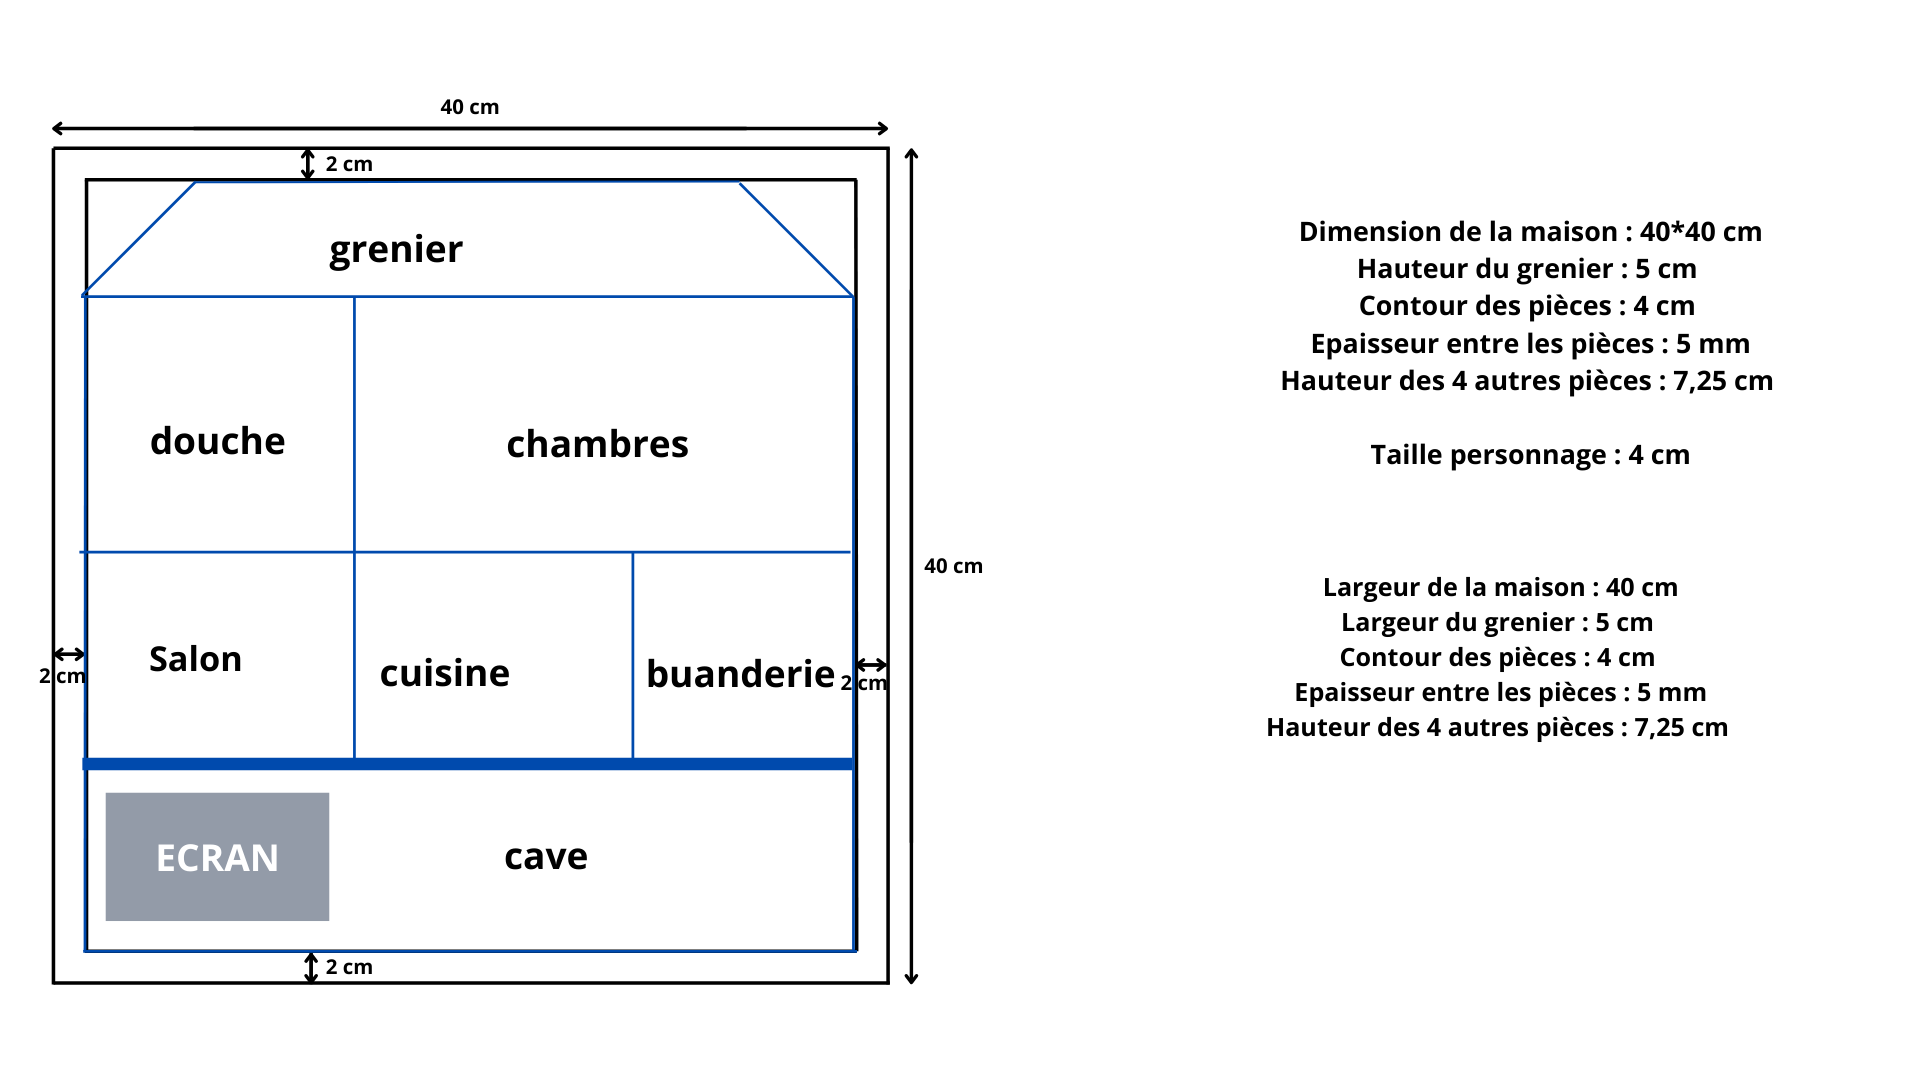 40 cm
2 cm
grenier
douche
chambres
40 cm
Salon
cuisine
buanderie
2 cm
2 cm
ECRAN
cave
2 cm
Dimension de la maison : 40*40 cm
Hauteur du grenier : 5 cm
Contour des pièces : 4 cm
Epaisseur entre les pièces : 5 mm
Hauteur des 4 autres pièces : 7,25 cm
Taille personnage : 4 cm
Largeur de la maison : 40 cm
Largeur du grenier : 5 cm
Contour des pièces : 4 cm
Epaisseur entre les pièces : 5 mm
Hauteur des 4 autres pièces : 7,25 cm